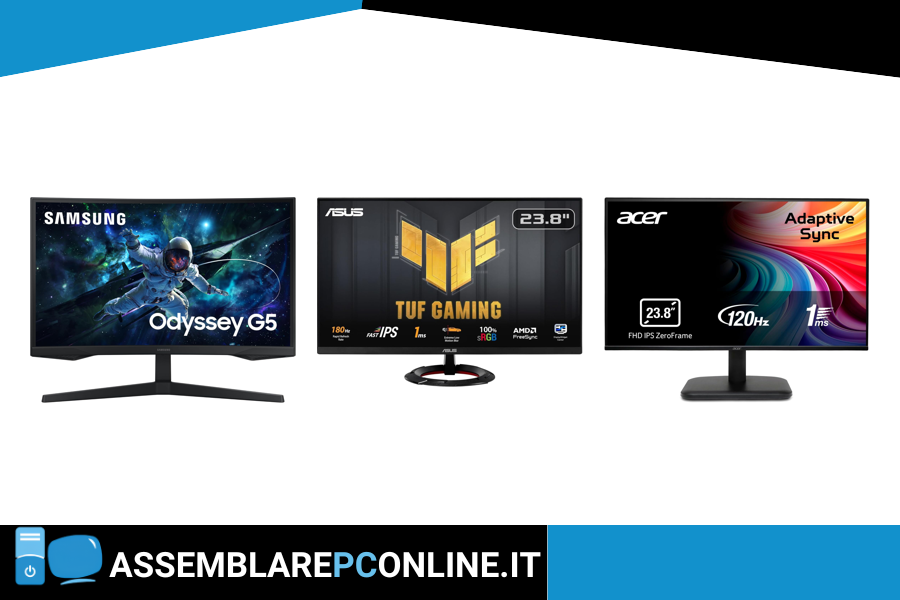 SAMSUNG
Odyssey G5
ASUS
23.8"
TUF GAMING
180Hz
FAST IPS
1ms
100%
sRGB
AMD
FreeSync
ASUS
acer
Adaptive
Sync
23.8"
FHD IPS ZeroFrame
120Hz
1ms
ASSEMBLAREPCONLINE.IT